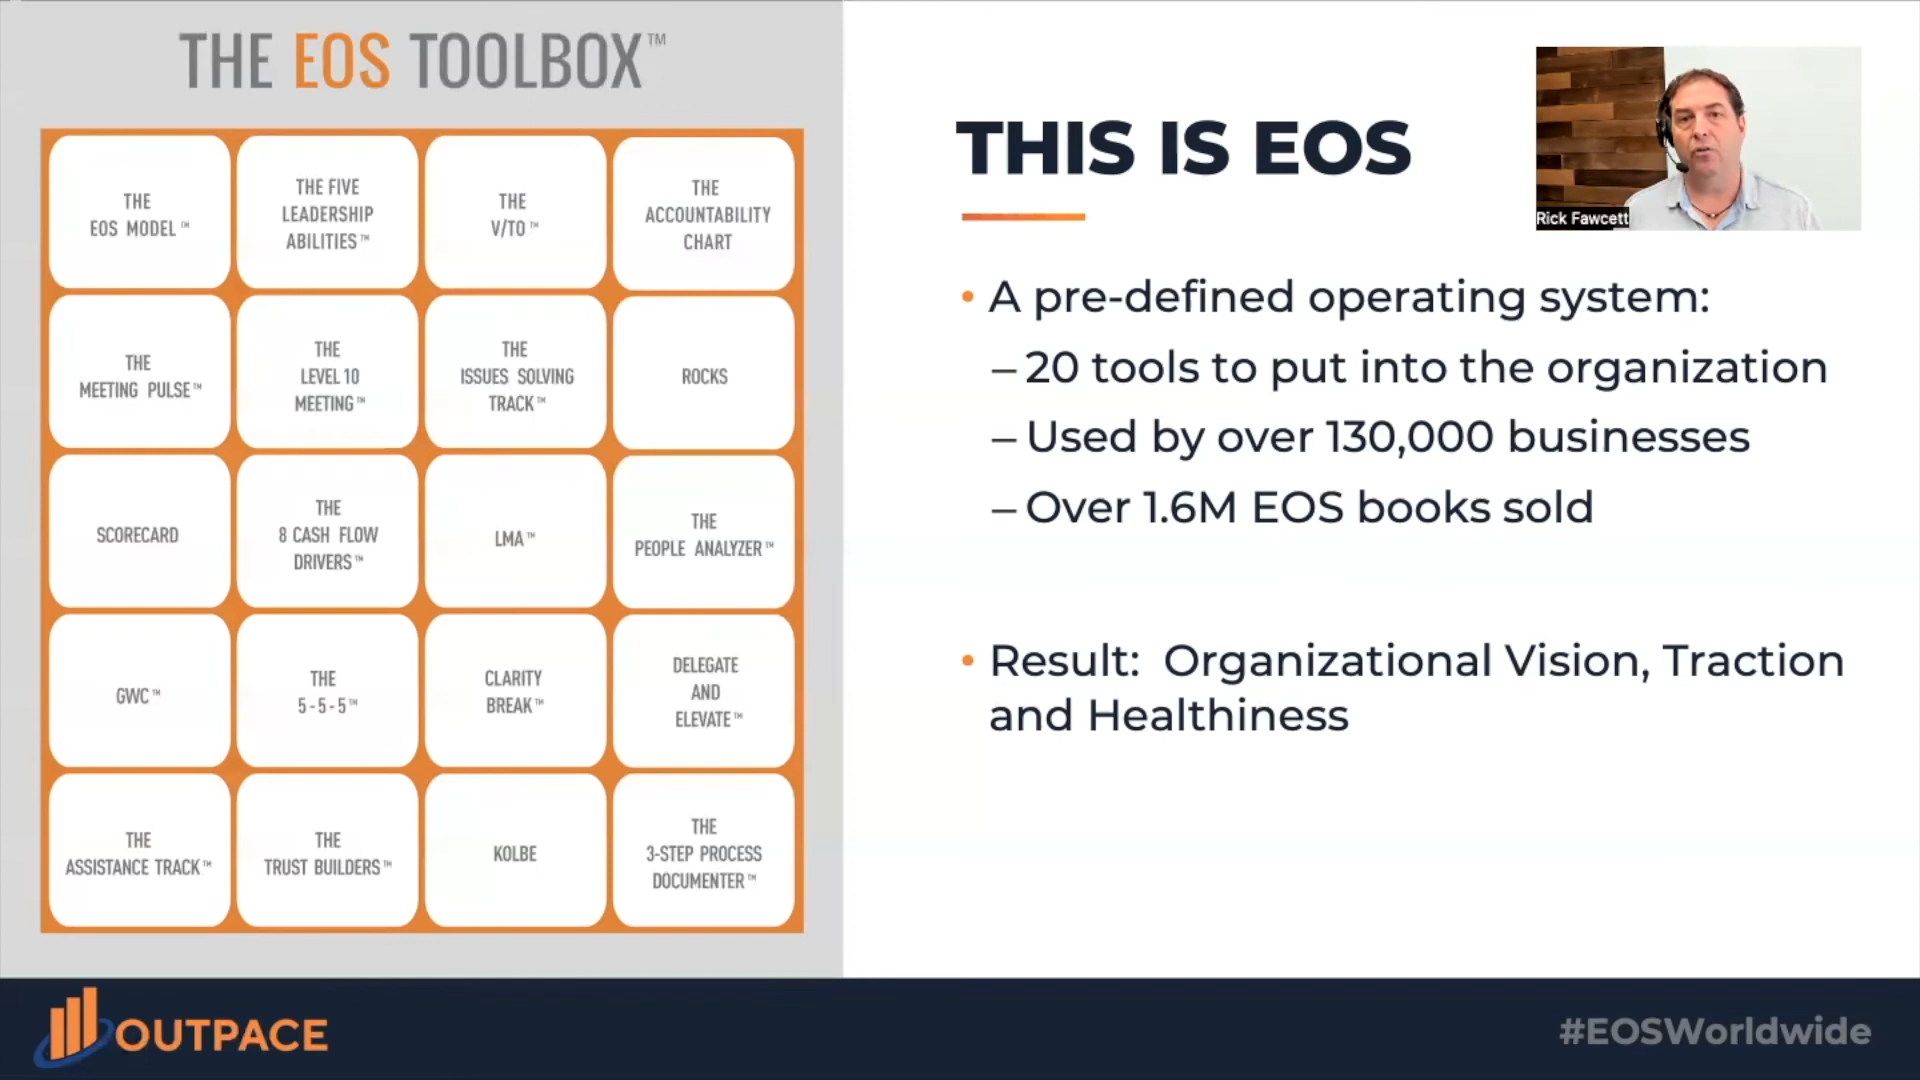 THE EOS TOOLBOX™
THE
EOS MODEL™
THE FIVE
LEADERSHIP
ABILITIES™
THE
V/TO™
THE
ACCOUNTABILITY
CHART
THE
MEETING PULSE™
THE
LEVEL 10
MEETING™
THE
ISSUES SOLVING
TRACK™
ROCKS
SCORECARD
THE
8 CASH FLOW
DRIVERS™
LMA™
THE
PEOPLE ANALYZER™
GWC™
THE
5-5-5™
CLARITY
BREAK™
DELEGATE
AND
ELEVATE™
THE
ASSISTANCE TRACK™
THE
TRUST BUILDERS™
KOLBE
THE
3-STEP PROCESS
DOCUMENTER™
THIS IS EOS
Rick Fawcett
• A pre-defined operating system:
– 20 tools to put into the organization
– Used by over 130,000 businesses
– Over 1.6M EOS books sold
• Result: Organizational Vision, Traction
and Healthiness
OUTPACE
#EOSWorldwide